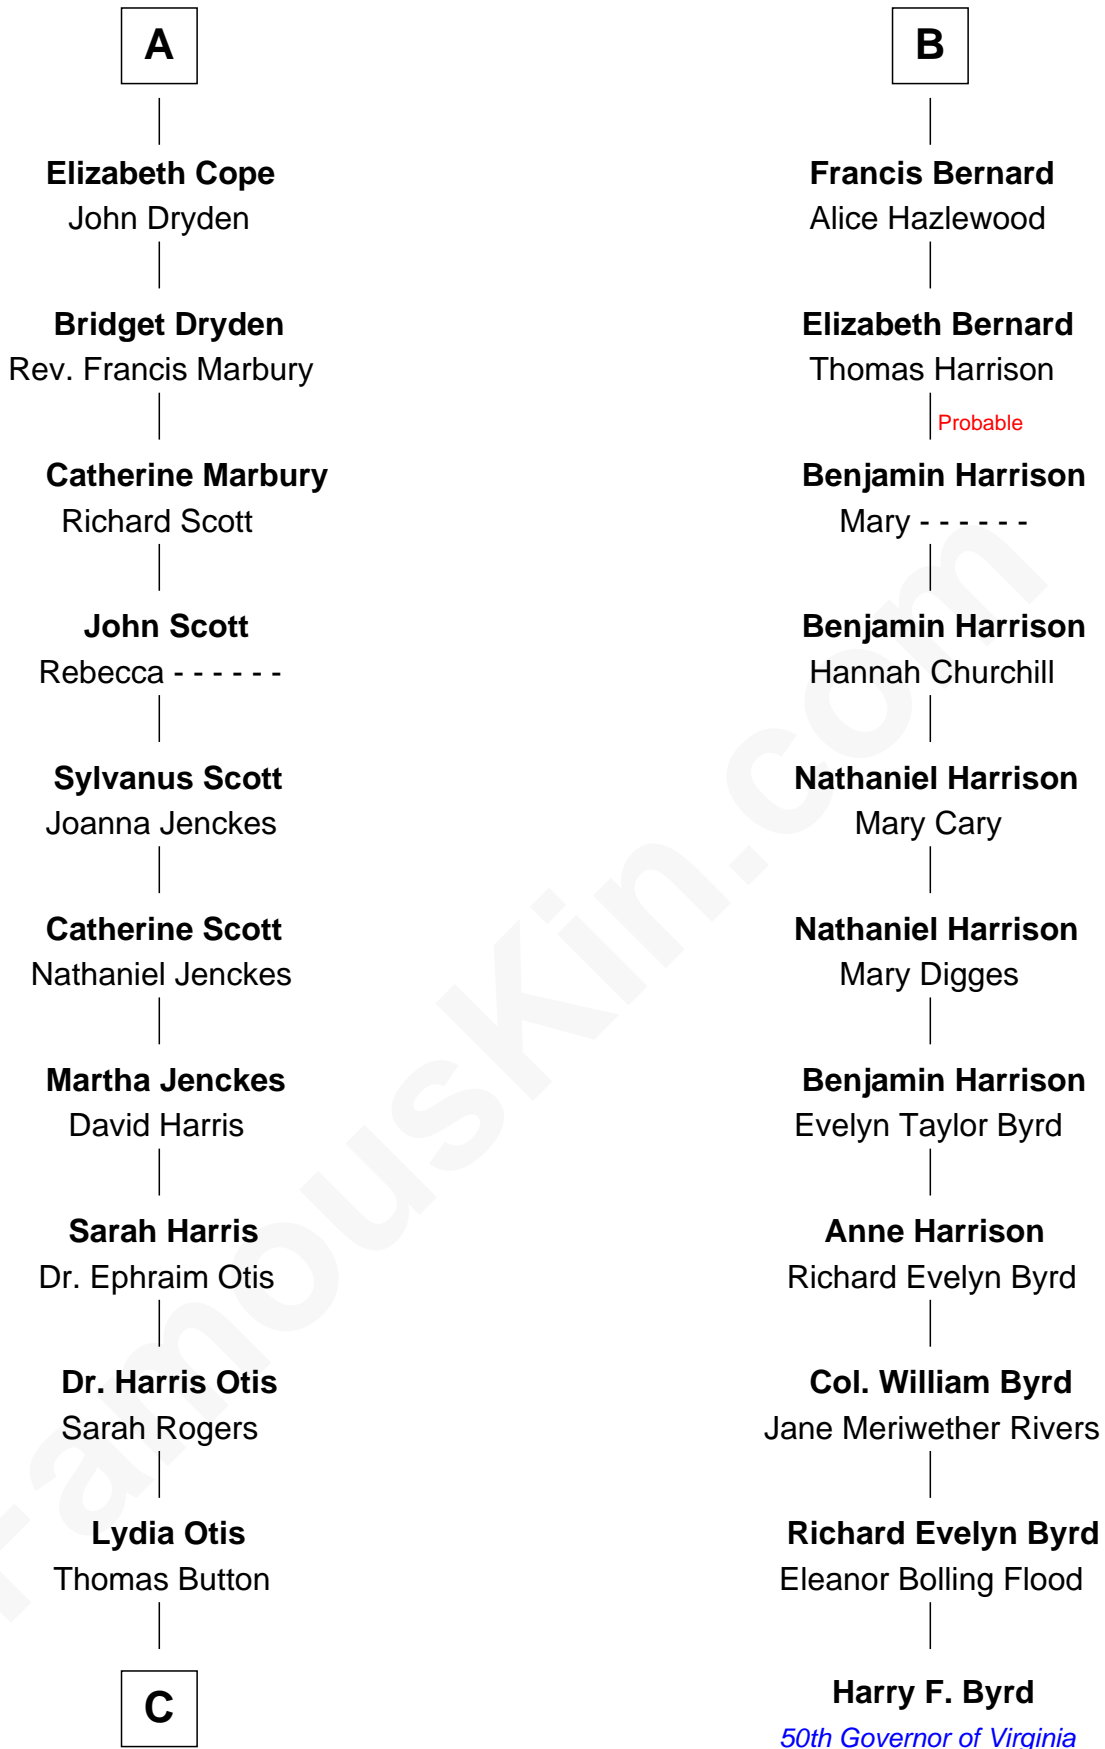 A
Elizabeth Cope
John Dryden
Bridget Dryden
Rev. Francis Marbury
Catherine Marbury
Richard Scott
John Scott
Rebecca - - - - - -
Sylvanus Scott
Joanna Jenckes
Catherine Scott
Nathaniel Jenckes
Martha Jenckes
David Harris
Sarah Harris
Dr. Ephraim Otis
Dr. Harris Otis
Sarah Rogers
Lydia Otis
Thomas Button
C
B
Francis Bernard
Alice Hazlewood
Elizabeth Bernard
Thomas Harrison
Probable
Benjamin Harrison
Mary - - - - - -
Benjamin Harrison
Hannah Churchill
Nathaniel Harrison
Mary Cary
Nathaniel Harrison
Mary Digges
Benjamin Harrison
Evelyn Taylor Byrd
Anne Harrison
Richard Evelyn Byrd
Col. William Byrd
Jane Meriwether Rivers
Richard Evelyn Byrd
Eleanor Bolling Flood
Harry F. Byrd
50th Governor of Virginia
FamousKin.com